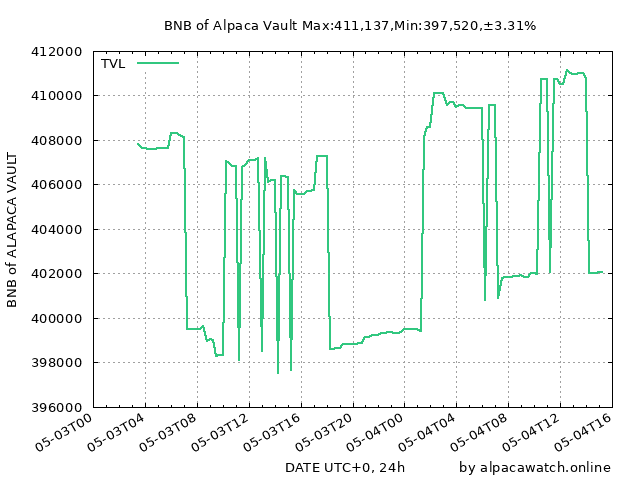 BNB of Alpaca Vault Max:411,137,Min:397,520,±3.31%
412000
410000
408000
406000
404000
402000
400000
398000
396000
TVL
BNB of ALAPACA VAULT
05-03T00
05-03T04
05-03T08
05-03T12
05-03T16
05-03T20
05-04T00
05-04T04
05-04T08
05-04T12
05-04T16
DATE UTC+0, 24h
by alpacawatch.online